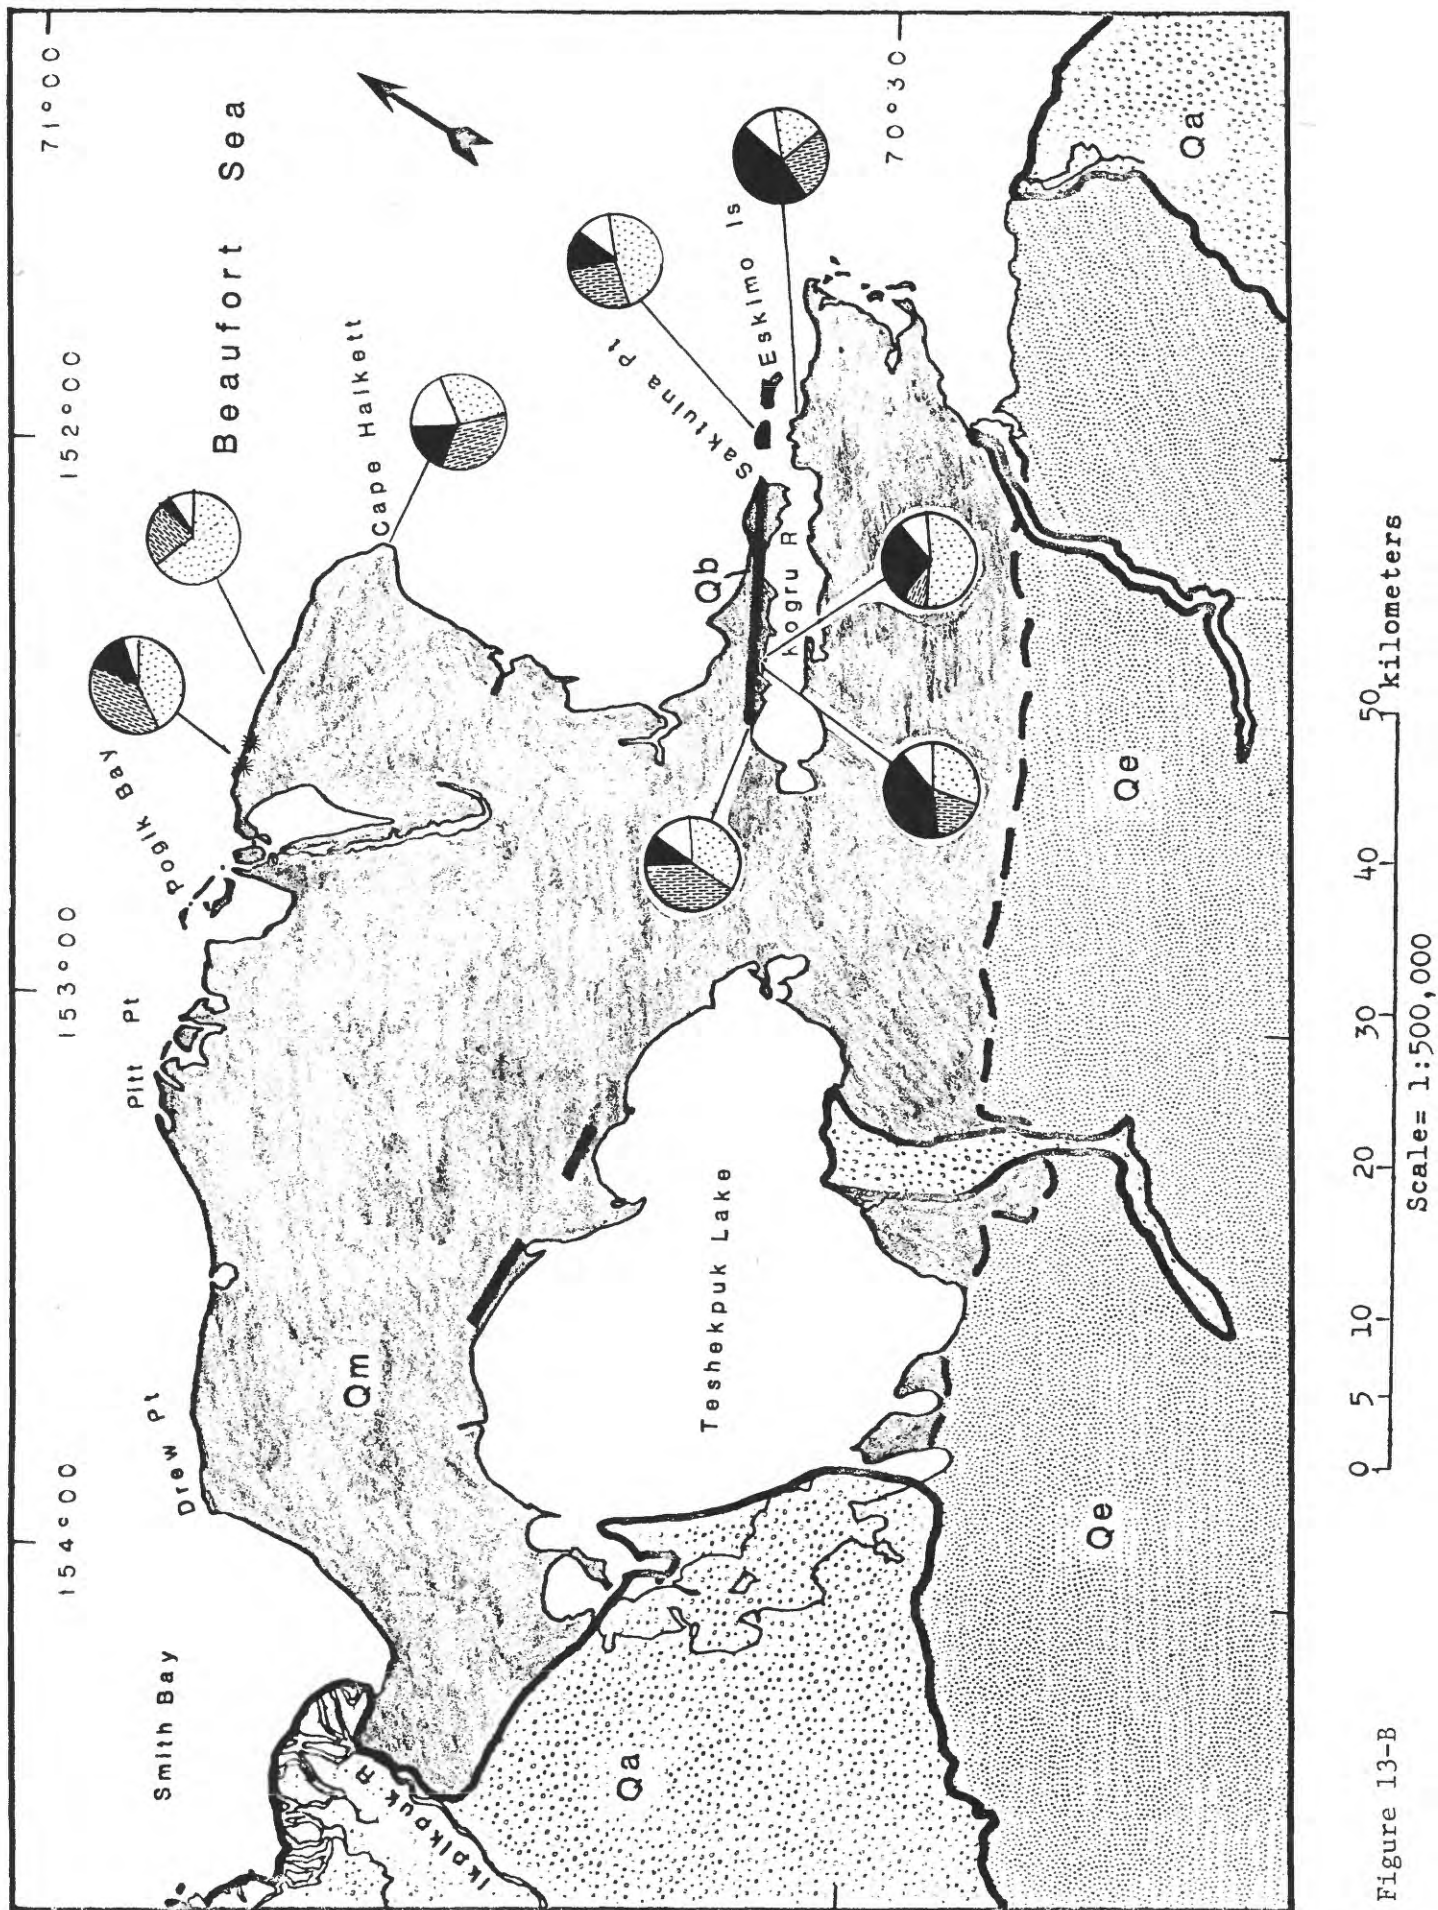 71°00
70°30
152°00
153°00
154°00
Beaufort Sea
Cape Halkett
Saktuina Pt
Eskimo Is
Kogru R
Pogik Bay
Pitt Pt
Drew Pt
Smith Bay
Ikpikpuk R
Teshekpuk Lake
Qm
Qb
Qa
Qa
Qe
Qe
0 5 10 20 30 40 50 kilometers
Scale= 1:500,000
Figure 13-B